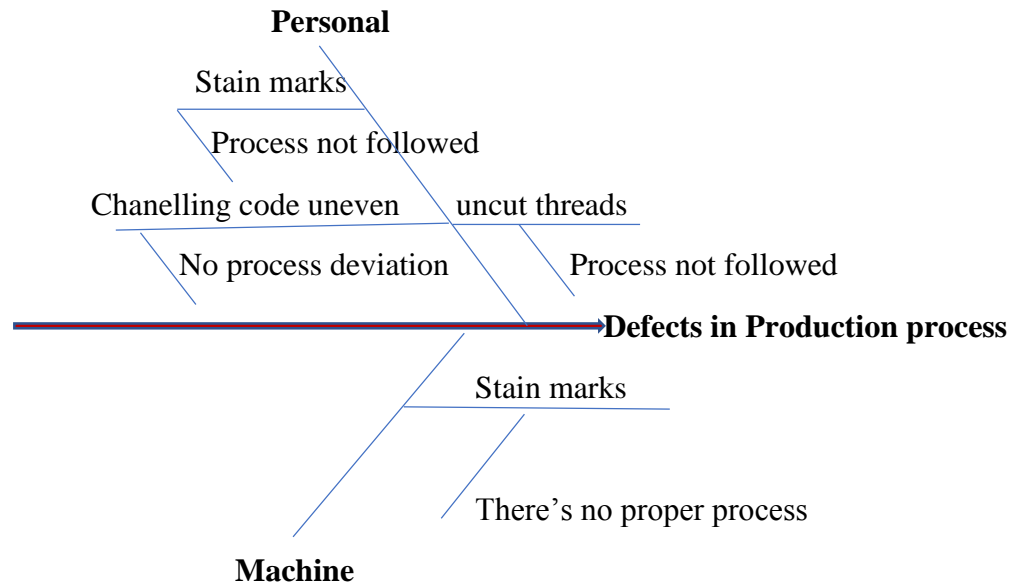 Personal
Stain marks
Process not followed
Chanelling code uneven
uncut threads
No process deviation
Process not followed
Defects in Production process
Stain marks
There’s no proper process
Machine